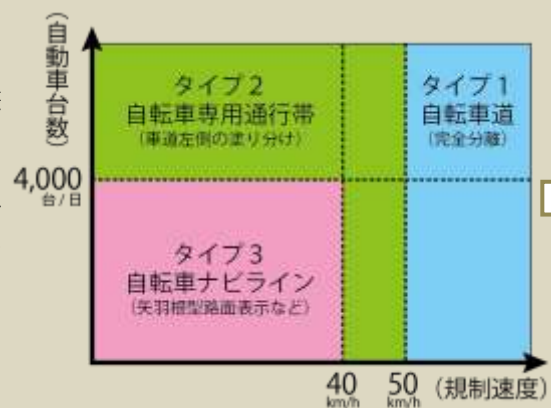 （自動車台数）
タイプ2
自転車専用通行帯
（車道左側の塗り分け）
タイプ1
自転車道
（完全分離）
4,000
台/日
タイプ3
自転車ナビライン
（矢羽根型路面表示など）
40
km/h
50
km/h
（規制速度）